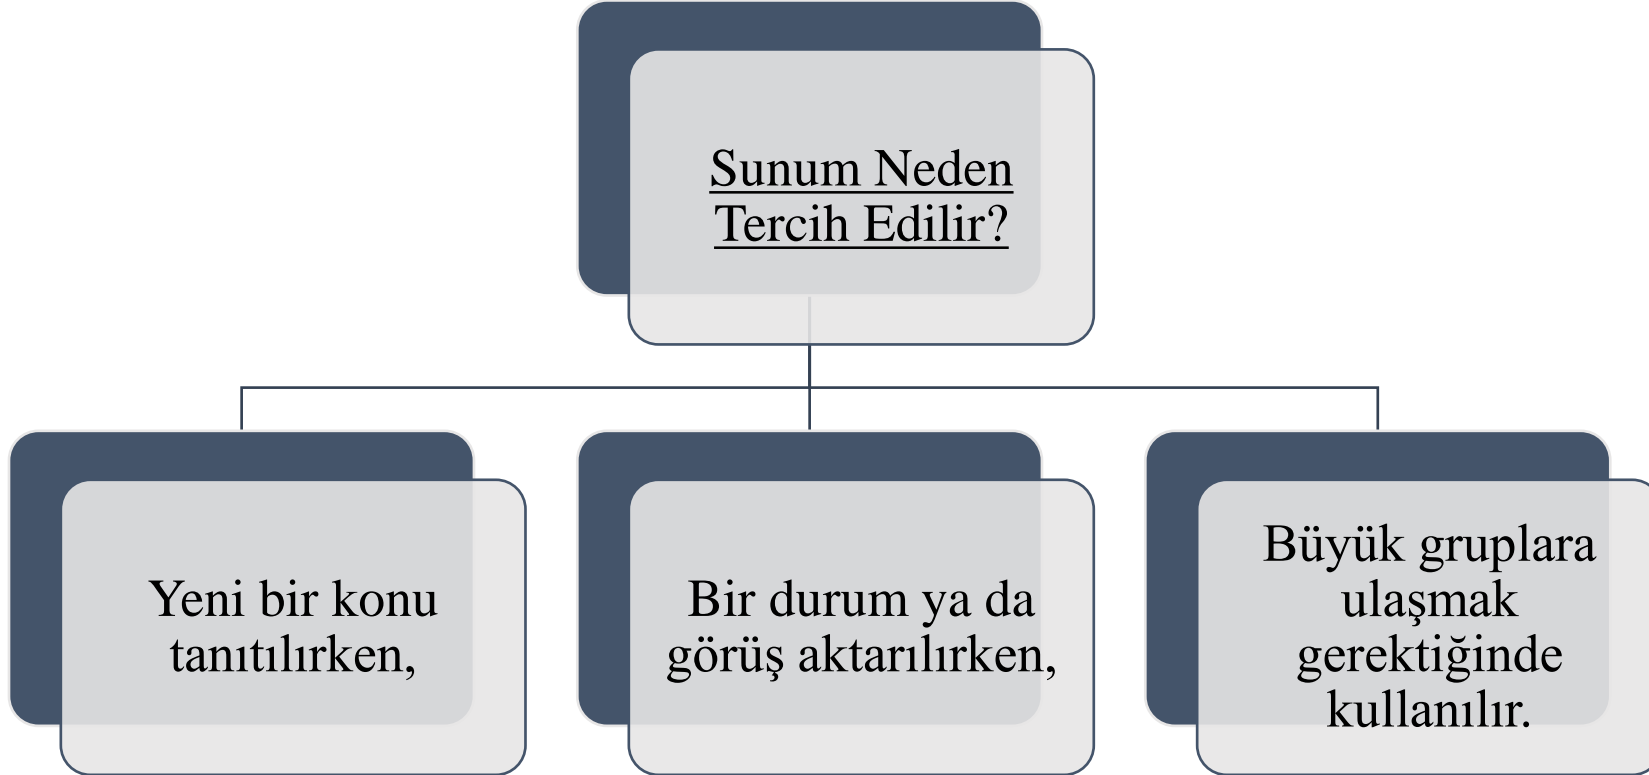 Sunum Neden
Tercih Edilir?
Yeni bir konu
tanıtılırken,
Bir durum ya da
görüş aktarılırken,
Büyük gruplara
ulaşmak
gerektiğinde
kullanılır.